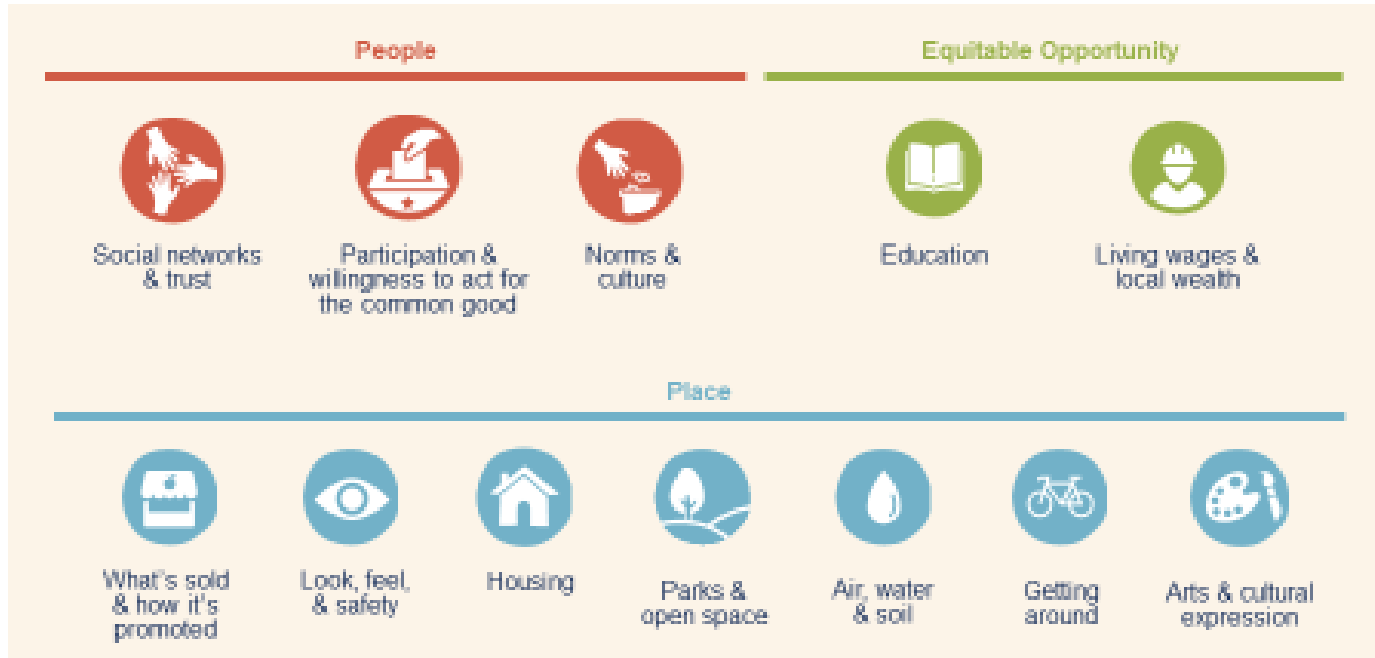 People
Equitable Opportunity
Social networks
& trust
Participation &
willingness to act for
the common good
Norms &
culture
Education
Living wages &
local wealth
Place
What's sold
& how it's
promoted
Look, feel,
& safety
Housing
Parks &
open space
Air, water
& soil
Getting
around
Arts & cultural
expression